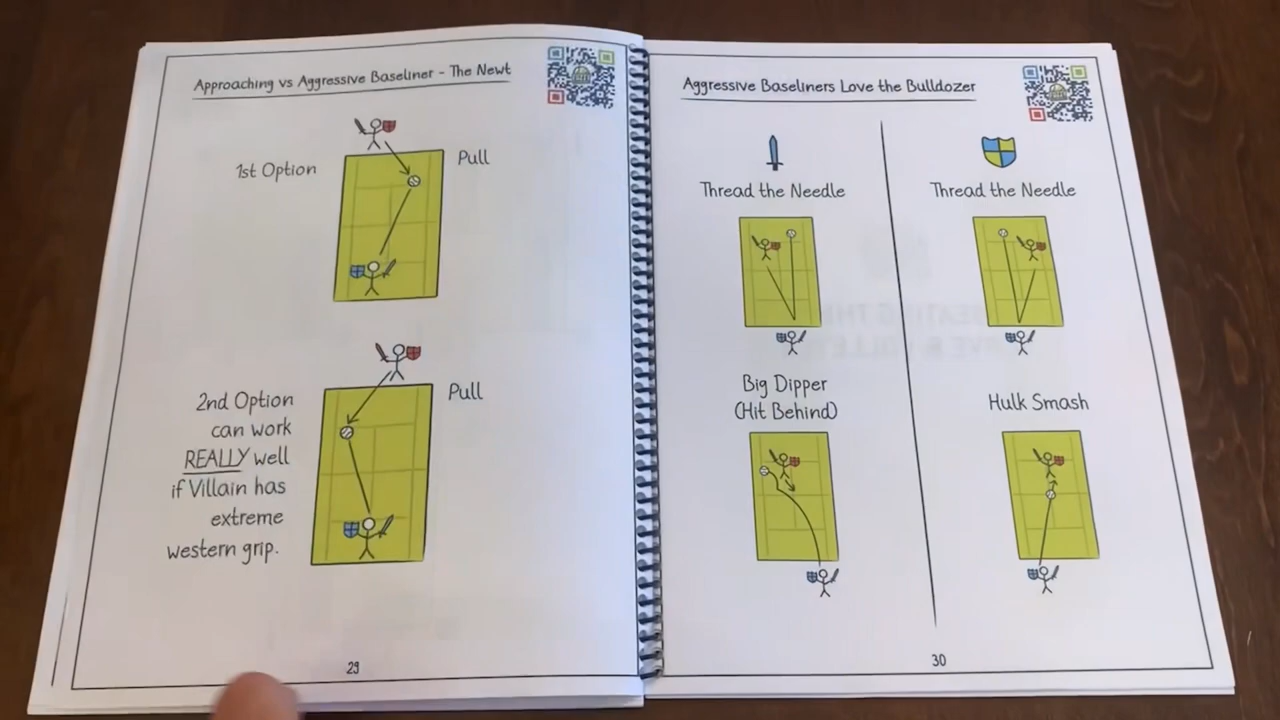 Approaching vs Aggressive Baseliner - The Newt
1st Option
Pull
2nd Option
can work
REALLY well
if Villain has
extreme
western grip.
Pull
29
Aggressive Baseliners Love the Bulldozer
Thread the Needle
Thread the Needle
Big Dipper
(Hit Behind)
Hulk Smash
30